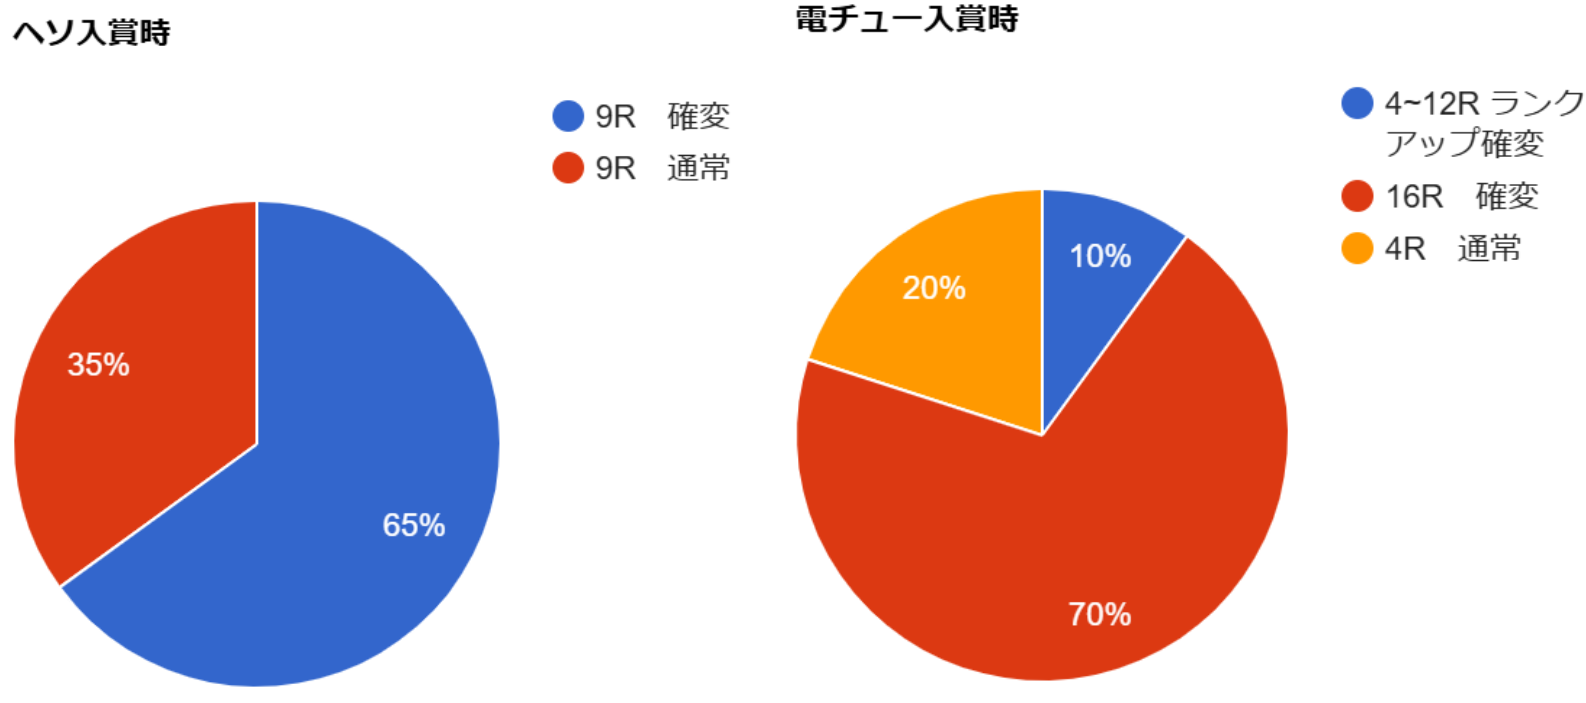 ヘソ入賞時
9R　確変
9R　通常
35%
65%
電チュー入賞時
4~12R ランク
アップ確変
16R　確変
4R　通常
10%
20%
70%